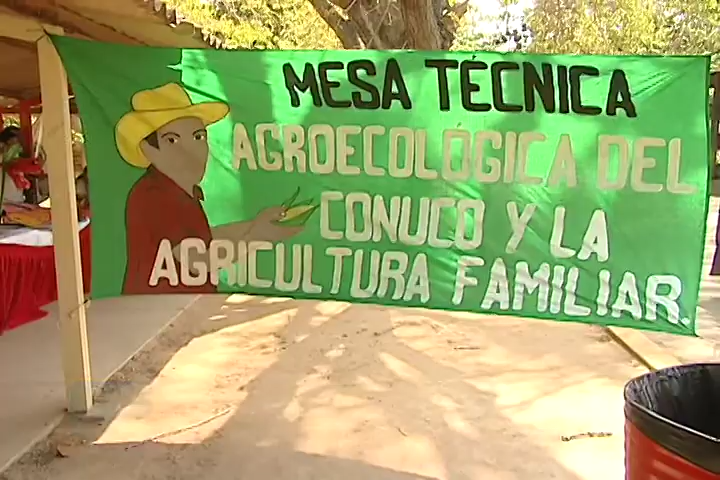 MESA TÉCNICA
AGROECOLÓGICA DEL
CONUCO Y LA
AGRICULTURA FAMILIAR.